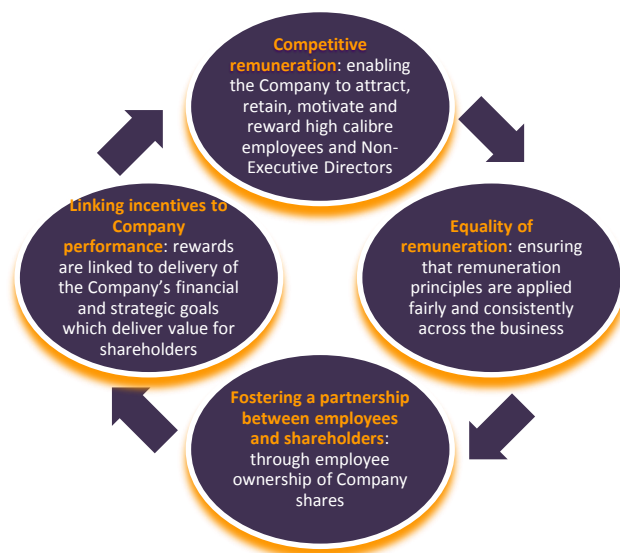 Competitive
remuneration: enabling
the Company to attract,
retain, motivate and
reward high calibre
employees and Non-
Executive Directors
Equality of
remuneration: ensuring
that remuneration
principles are applied
fairly and consistently
across the business
Fostering a partnership
between employees
and shareholders:
through employee
ownership of Company
shares
Linking incentives to
Company
performance: rewards
are linked to delivery of
the Company’s financial
and strategic goals
which deliver value for
shareholders